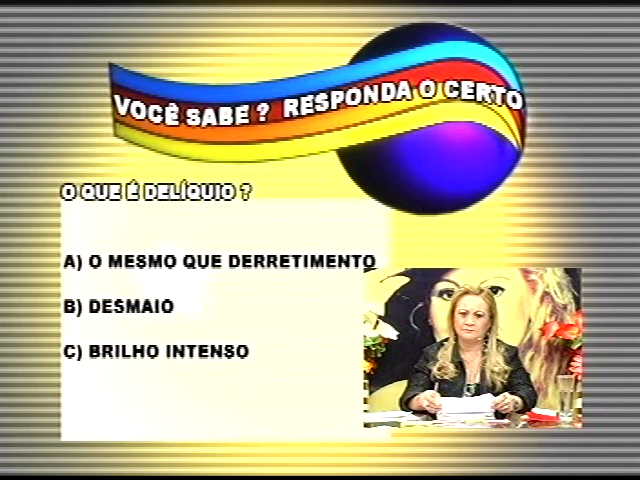 VOCÊ SABE ? RESPONDA O CERTO
O QUE É DELÍQUIO ?
A) O MESMO QUE DERRETIMENTO
B) DESMAIO
C) BRILHO INTENSO